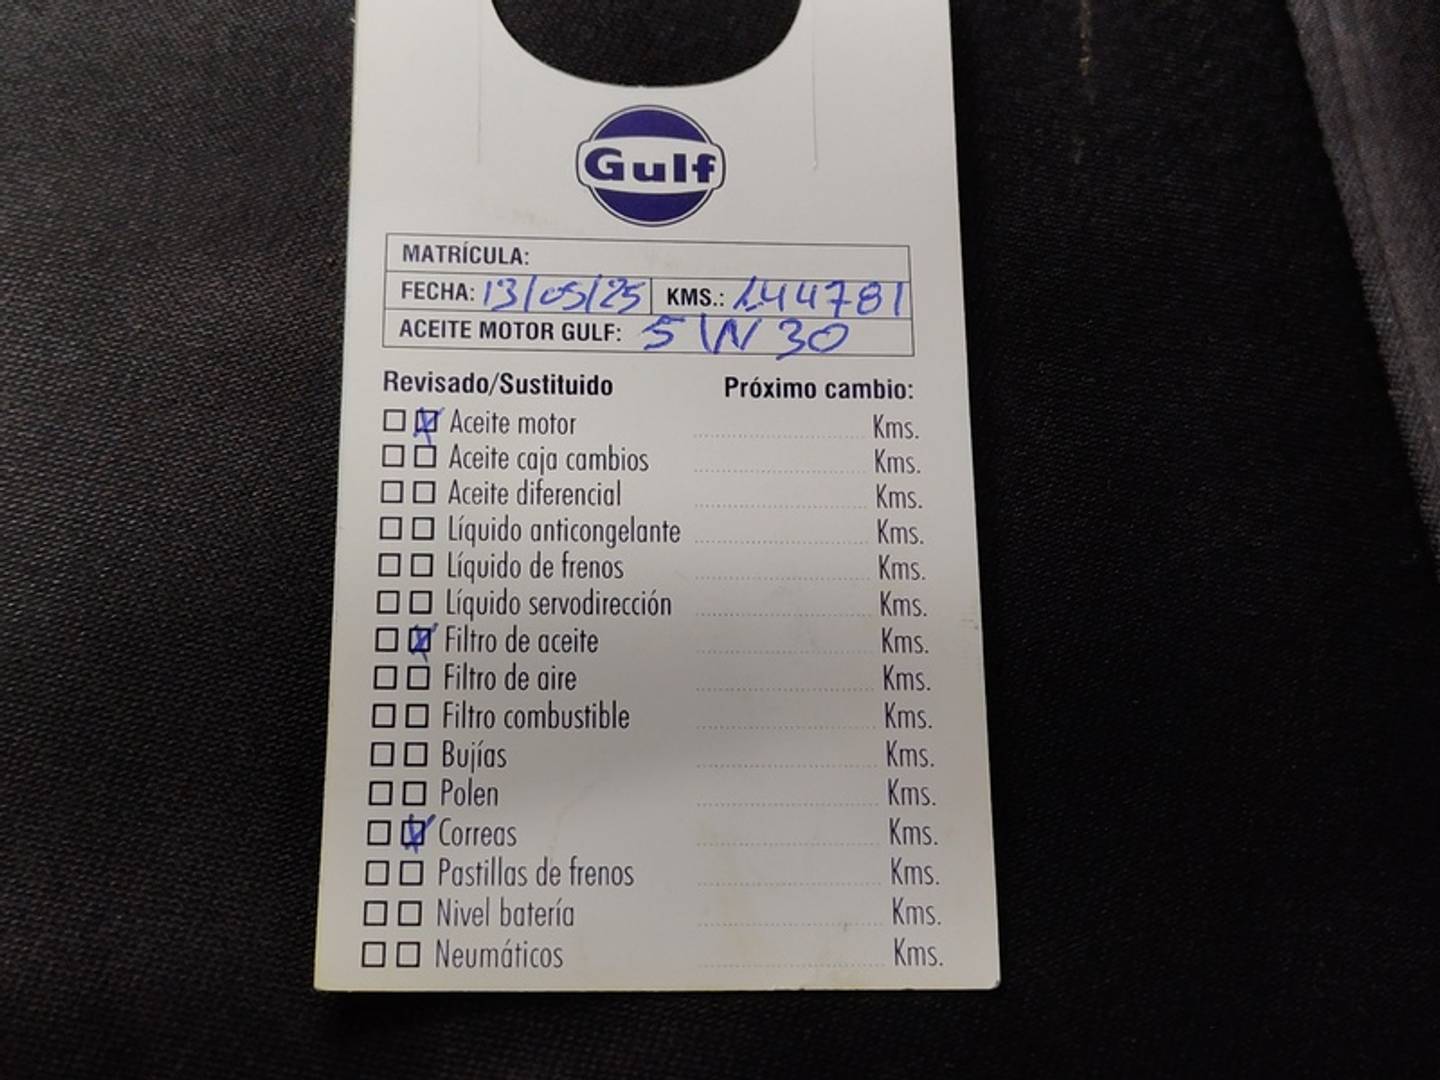 Gulf
MATRÍCULA:
FECHA: 13/05/25 KMS.: 144781
ACEITE MOTOR GULF: 5W30
Revisado/Sustituido Próximo cambio:
Aceite motor Kms.
Aceite caja cambios Kms.
Aceite diferencial Kms.
Líquido anticongelante Kms.
Líquido de frenos Kms.
Líquido servodirección Kms.
Filtro de aceite Kms.
Filtro de aire Kms.
Filtro combustible Kms.
Bujías Kms.
Polen Kms.
Correas Kms.
Pastillas de frenos Kms.
Nivel batería Kms.
Neumáticos Kms.